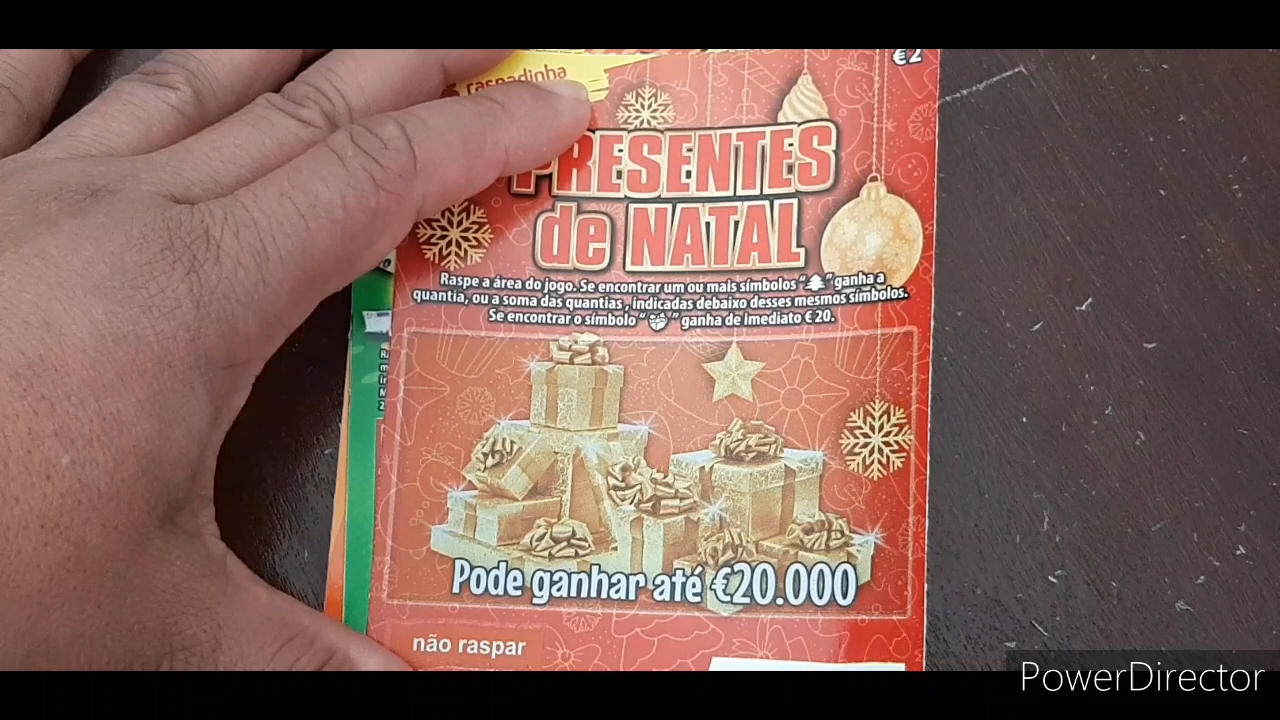 €2
raspadinha
PRESENTES
de NATAL
Raspe a área do jogo. Se encontrar um ou mais símbolos “🌲” ganha a
quantia, ou a soma das quantias , indicadas debaixo desses mesmos símbolos.
Se encontrar o símbolo “🎁” ganha de imediato € 20.
Pode ganhar até €20.000
não raspar
PowerDirector